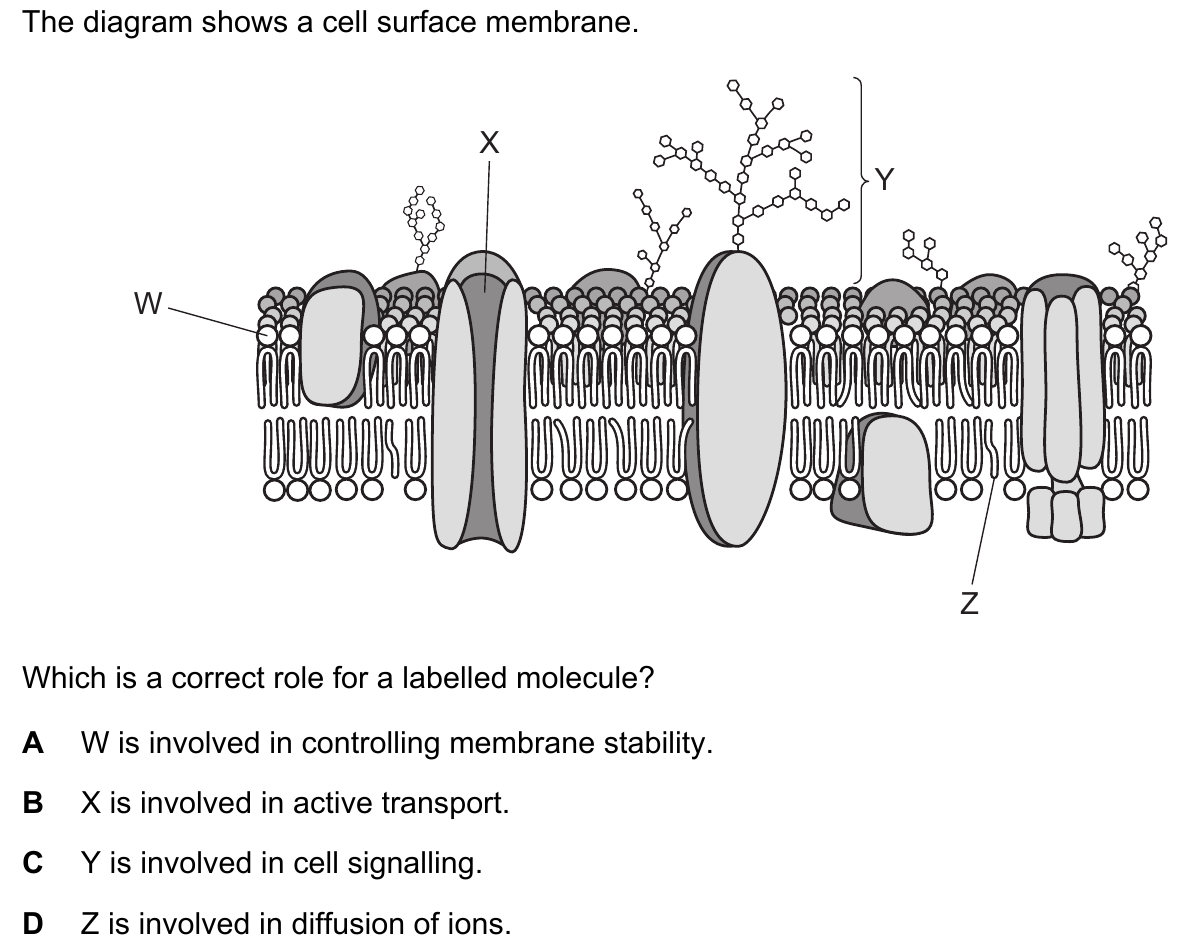 The diagram shows a cell surface membrane.
X
Y
W
Z
Which is a correct role for a labelled molecule?
A W is involved in controlling membrane stability.
B X is involved in active transport.
C Y is involved in cell signalling.
D Z is involved in diffusion of ions.